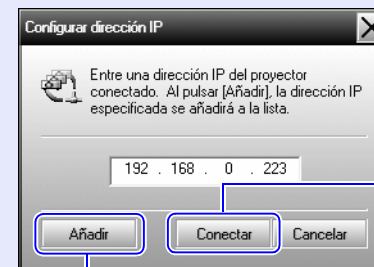 Configurar dirección IP
Entre una dirección IP del proyector
conectado. Al pulsar [Añadir], la dirección IP
especificada se añadirá a la lista.
192 . 168 . 0 . 223
Añadir Conectar Cancelar